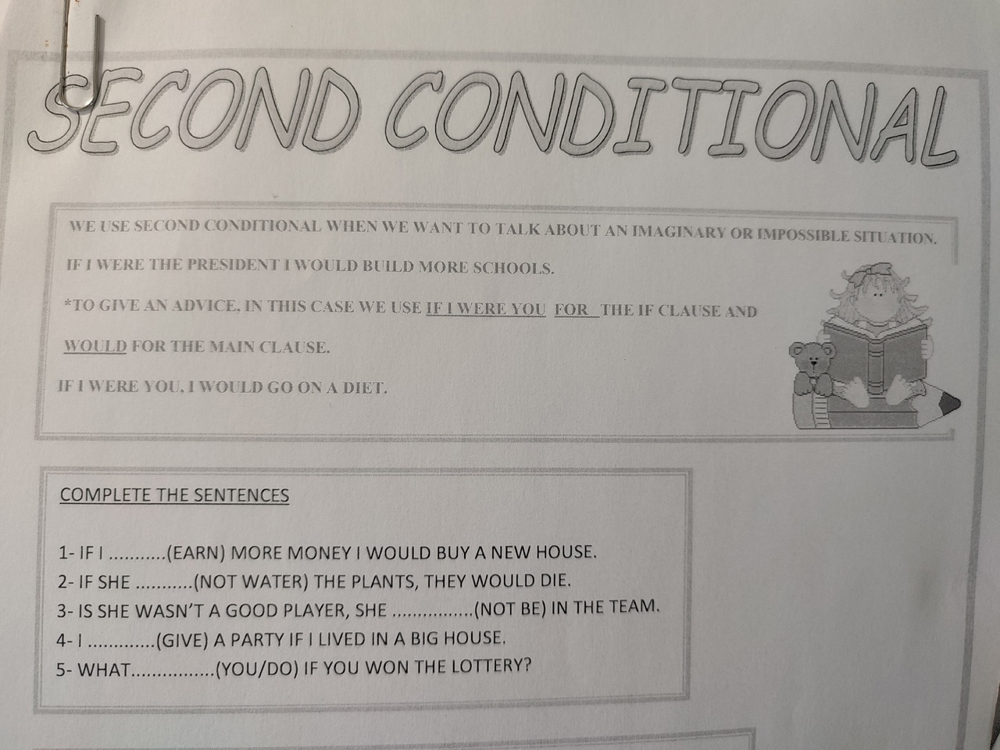 SECOND CONDITIONAL
WE USE SECOND CONDITIONAL WHEN WE WANT TO TALK ABOUT AN IMAGINARY OR IMPOSSIBLE SITUATION.
IF I WERE THE PRESIDENT I WOULD BUILD MORE SCHOOLS.
*TO GIVE AN ADVICE, IN THIS CASE WE USE IF I WERE YOU FOR THE IF CLAUSE AND
WOULD FOR THE MAIN CLAUSE.
IF I WERE YOU, I WOULD GO ON A DIET.
COMPLETE THE SENTENCES
1- IF I ...........(EARN) MORE MONEY I WOULD BUY A NEW HOUSE.
2- IF SHE ...........(NOT WATER) THE PLANTS, THEY WOULD DIE.
3- IS SHE WASN'T A GOOD PLAYER, SHE ................(NOT BE) IN THE TEAM.
4- I .............(GIVE) A PARTY IF I LIVED IN A BIG HOUSE.
5- WHAT................(YOU/DO) IF YOU WON THE LOTTERY?